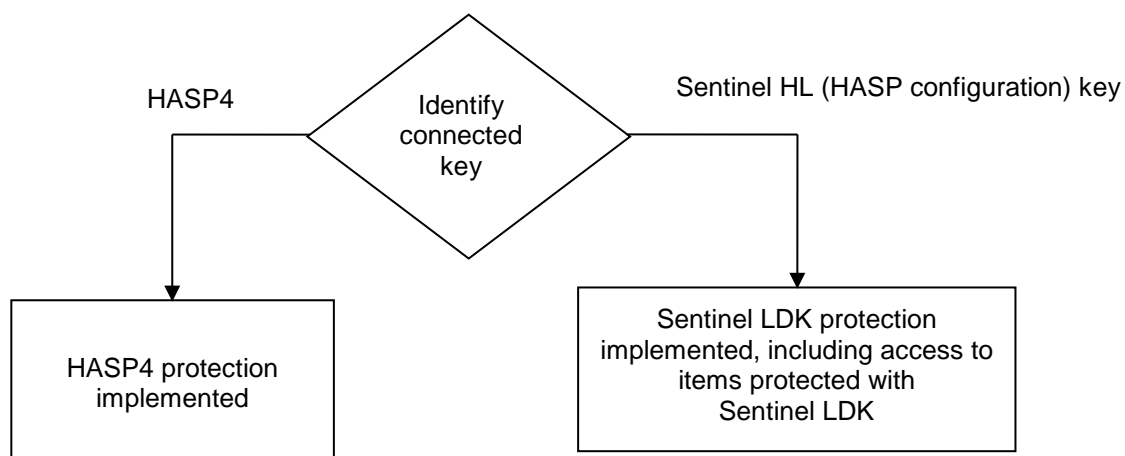 HASP4
Identify
connected
key
Sentinel HL (HASP configuration) key
HASP4 protection
implemented
Sentinel LDK protection
implemented, including access to
items protected with
Sentinel LDK